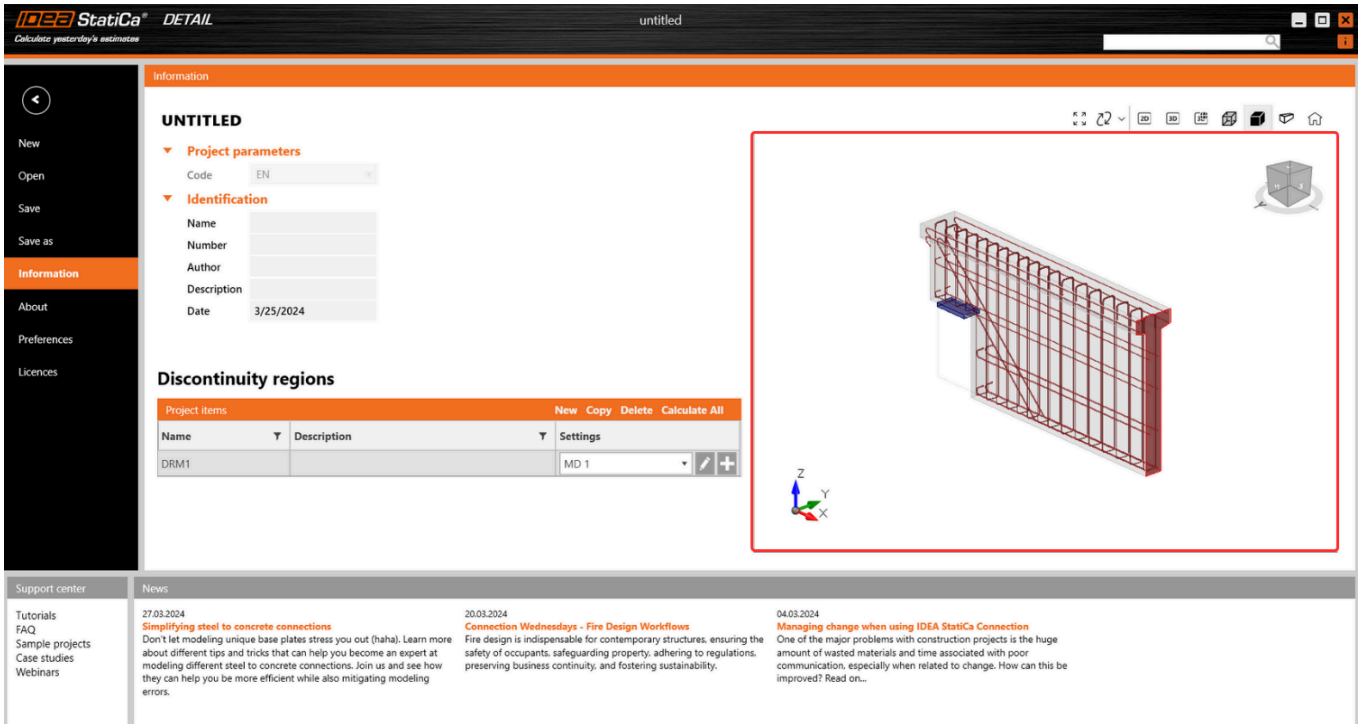 IDEA StatiCa® DETAIL
untitled
Calculate yesterday's estimates
i
Information
UNTITLED
Project parameters
Code EN
Identification
Name
Number
Author
Description
Date 3/25/2024
New
Open
Save
Save as
Information
About
Preferences
Licences
2D 3D
Discontinuity regions
Project items New Copy Delete Calculate All
Name Description Settings
DRM1 MD 1
Z
Y
X
Support center
Tutorials
FAQ
Sample projects
Case studies
Webinars
News
27.03.2024
Simplifying steel to concrete connections
Don't let modeling unique base plates stress you out (haha). Learn more
about different tips and tricks that can help you become an expert at
modeling different steel to concrete connections. Join us and see how
they can help you be more efficient while also mitigating modeling
errors.
20.03.2024
Connection Wednesdays - Fire Design Workflows
Fire design is indispensable for contemporary structures, ensuring the
safety of occupants, safeguarding property, adhering to regulations,
preserving business continuity, and fostering sustainability.
04.03.2024
Managing change when using IDEA StatiCa Connection
One of the major problems with construction projects is the huge
amount of wasted materials and time associated with poor
communication, especially when related to change. How can this be
improved? Read on...